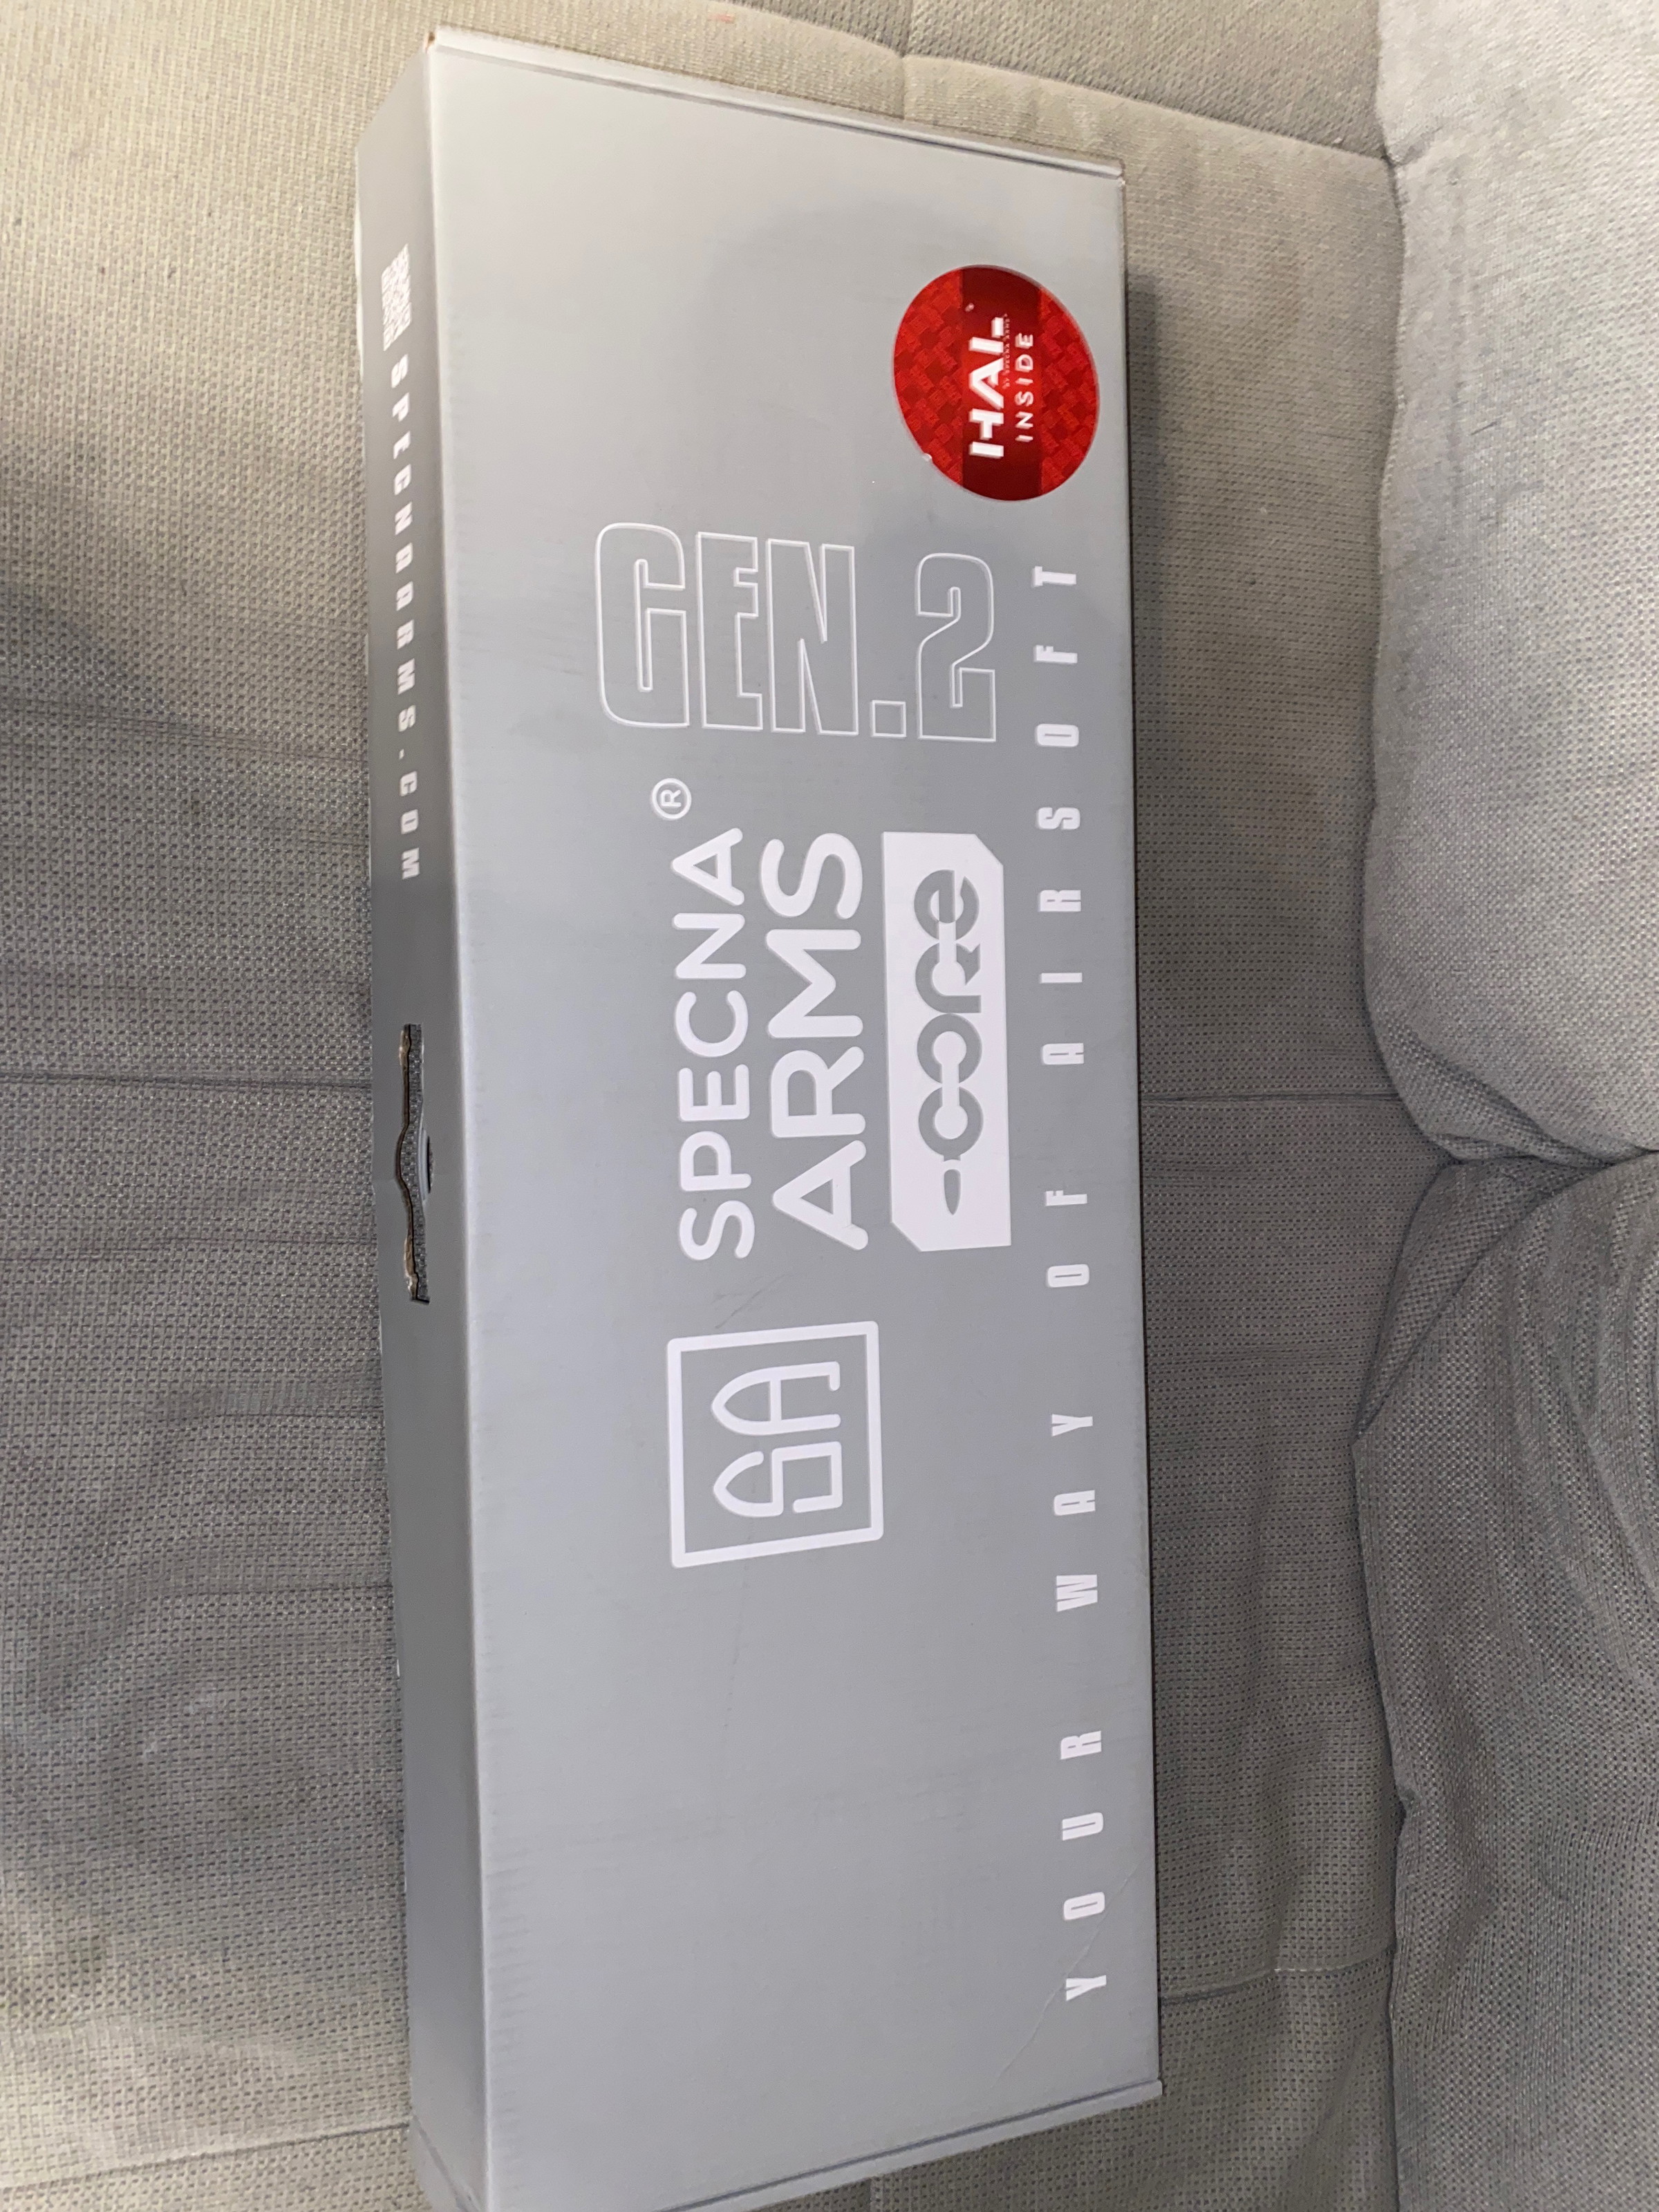 GEN.2
SPECNA®
ARMS
CORE
SA
YOUR WAY OF AIRSOFT
HAL®
INSIDE
SPECNAARMS.COM